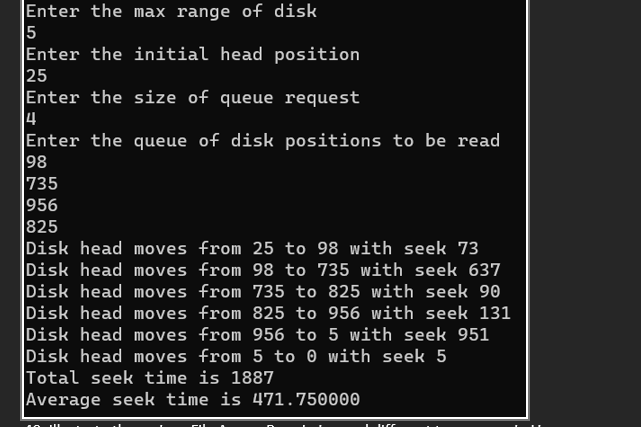 Enter the max range of disk
5
Enter the initial head position
25
Enter the size of queue request
4
Enter the queue of disk positions to be read
98
735
956
825
Disk head moves from 25 to 98 with seek 73
Disk head moves from 98 to 735 with seek 637
Disk head moves from 735 to 825 with seek 90
Disk head moves from 825 to 956 with seek 131
Disk head moves from 956 to 5 with seek 951
Disk head moves from 5 to 0 with seek 5
Total seek time is 1887
Average seek time is 471.750000